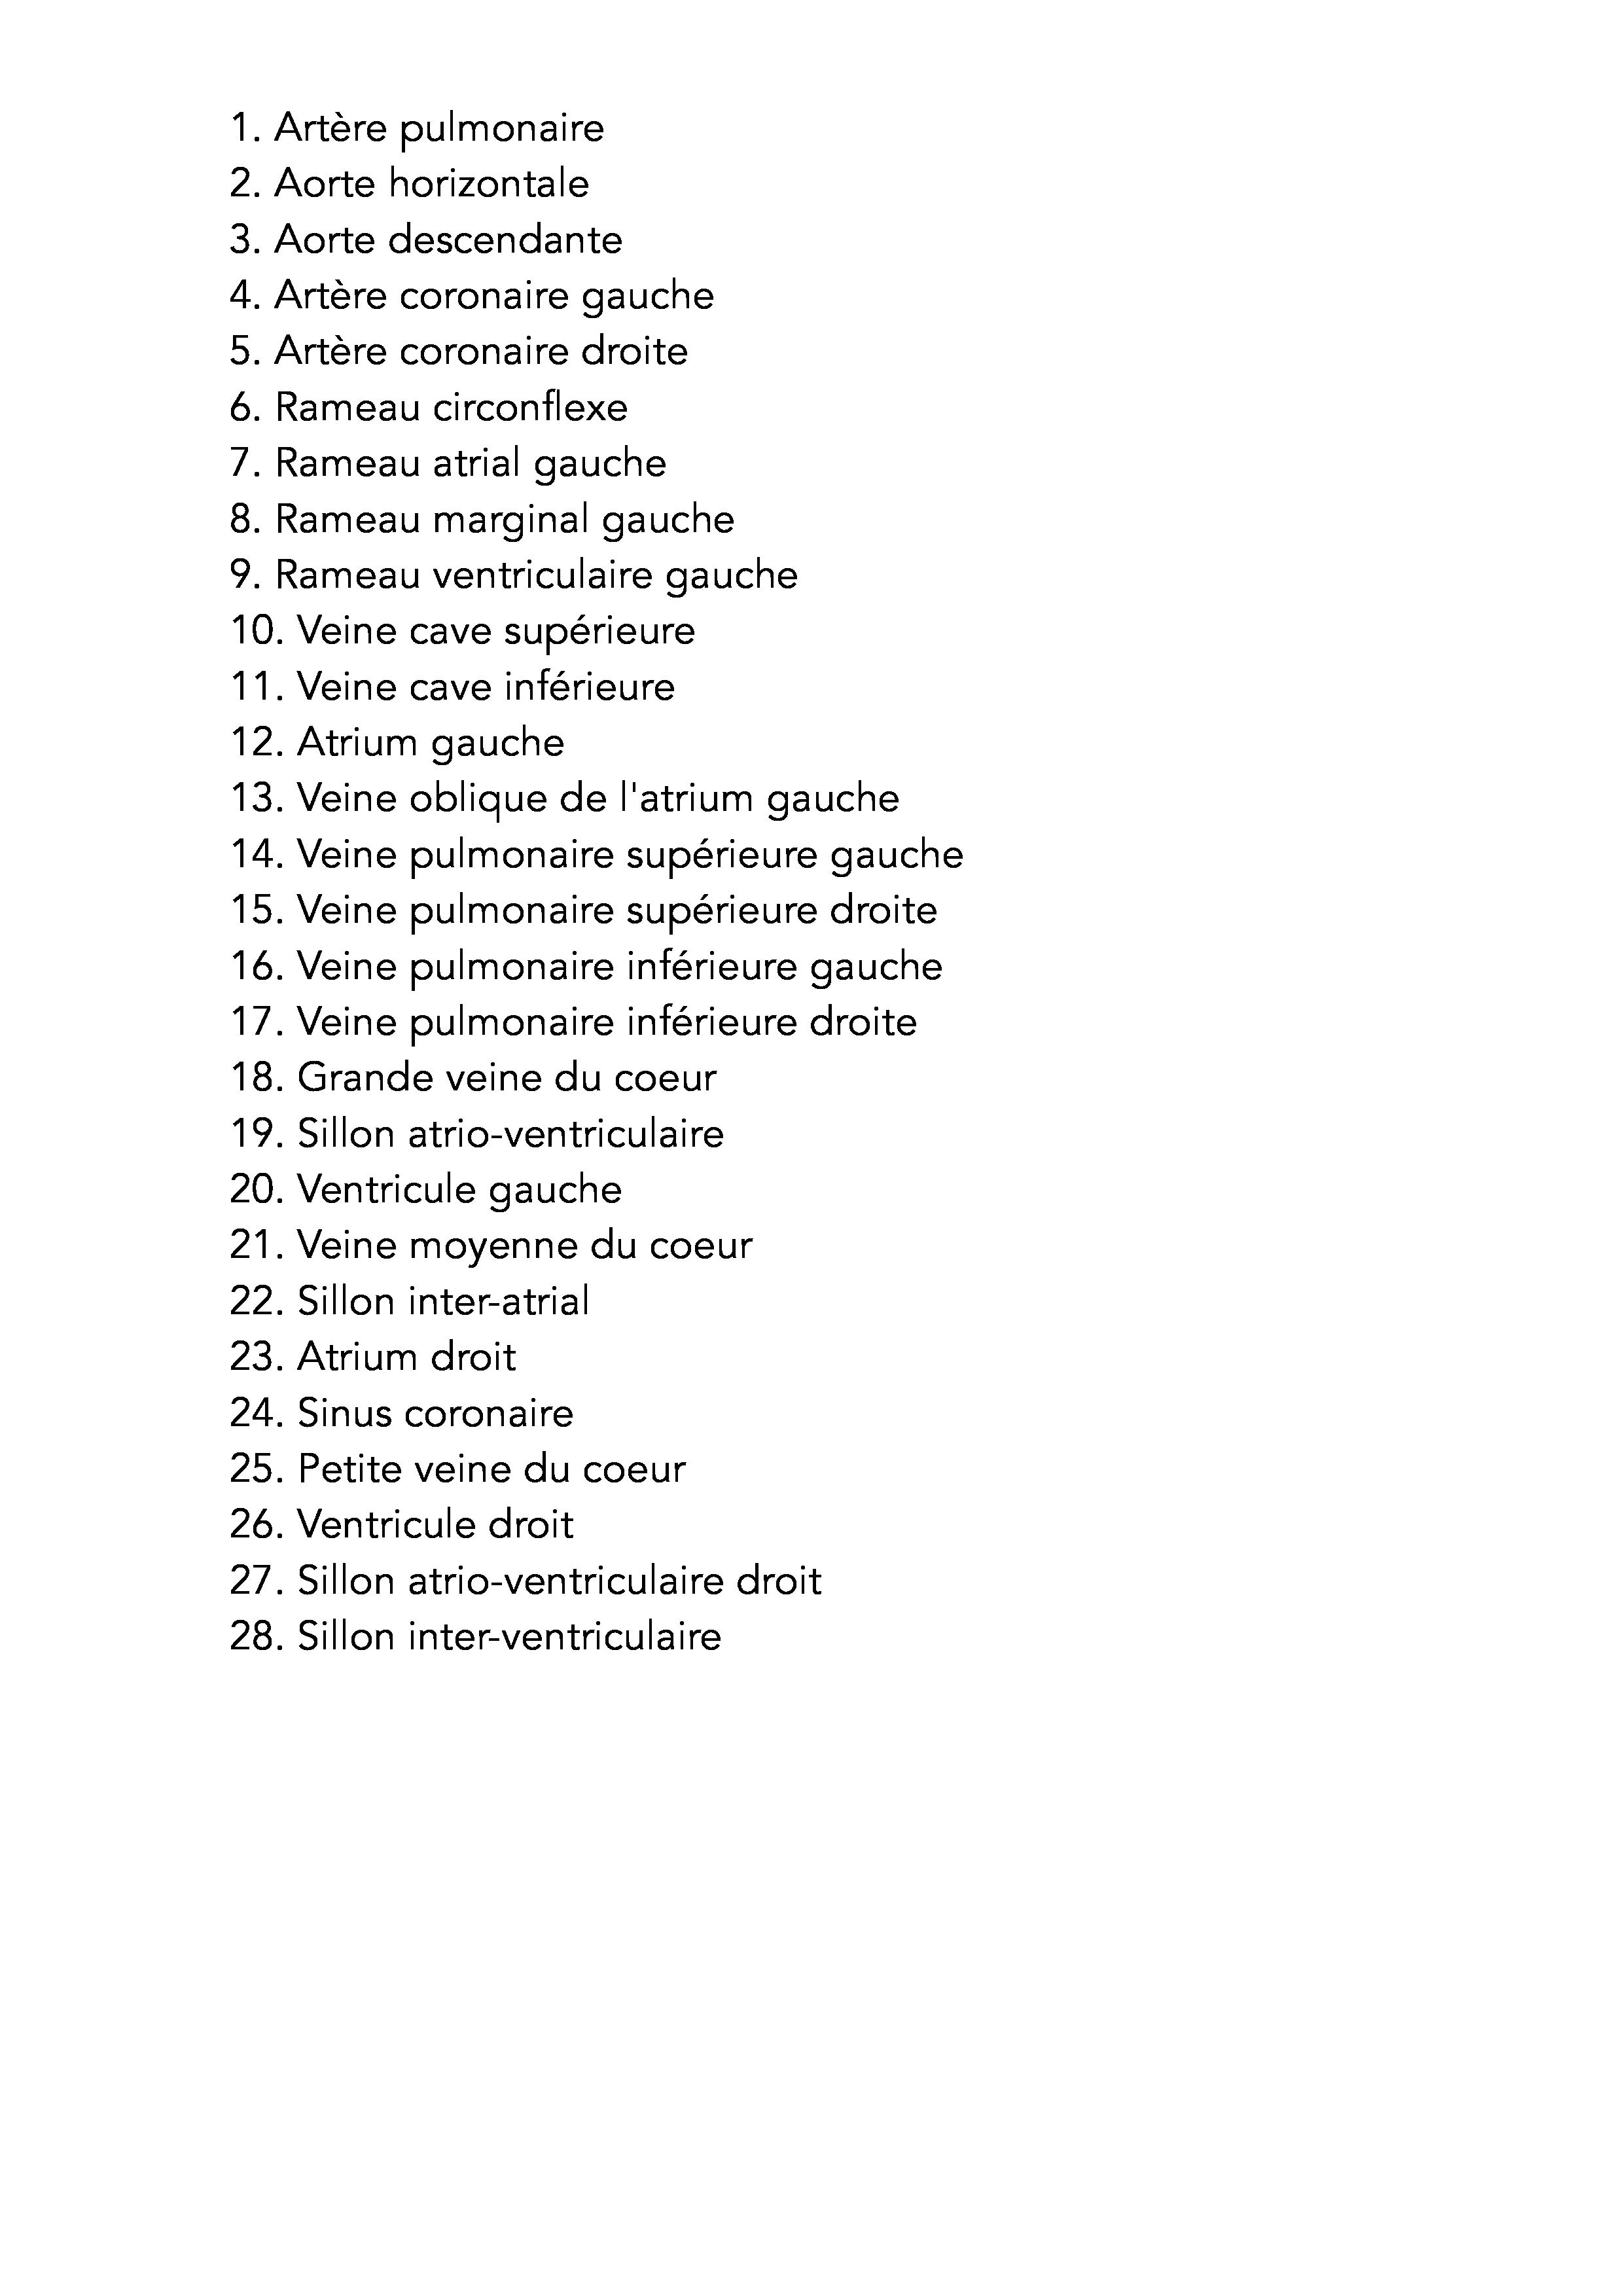 1. Artère pulmonaire
2. Aorte horizontale
3. Aorte descendante
4. Artère coronaire gauche
5. Artère coronaire droite
6. Rameau circonflexe
7. Rameau atrial gauche
8. Rameau marginal gauche
9. Rameau ventriculaire gauche
10. Veine cave supérieure
11. Veine cave inférieure
12. Atrium gauche
13. Veine oblique de l'atrium gauche
14. Veine pulmonaire supérieure gauche
15. Veine pulmonaire supérieure droite
16. Veine pulmonaire inférieure gauche
17. Veine pulmonaire inférieure droite
18. Grande veine du coeur
19. Sillon atrio-ventriculaire
20. Ventricule gauche
21. Veine moyenne du coeur
22. Sillon inter-atrial
23. Atrium droit
24. Sinus coronaire
25. Petite veine du coeur
26. Ventricule droit
27. Sillon atrio-ventriculaire droit
28. Sillon inter-ventriculaire